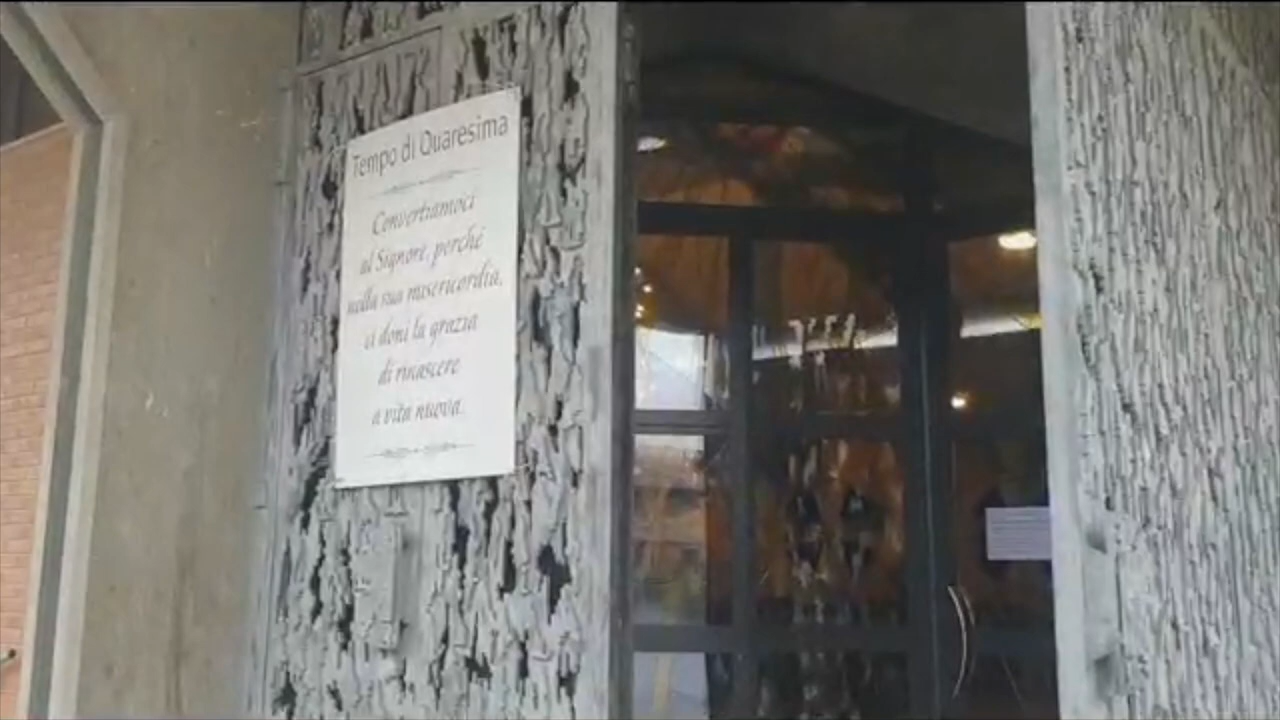 Tempo di Quaresima
Convertiamoci
al Signore, perché
nella sua misericordia,
ci doni la grazia
di rinascere
a vita nuova.